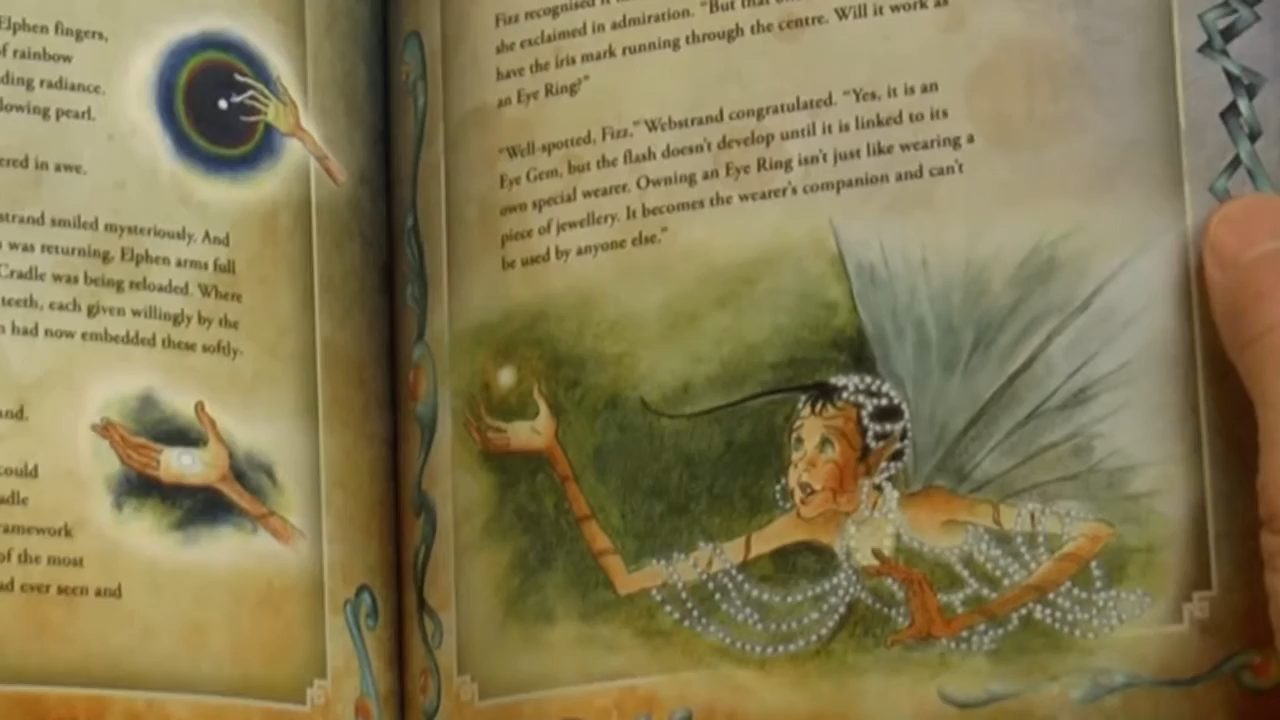 Elphen fingers,
of rainbow
ding radiance.
lowing pearl.
ered in awe.
strand smiled mysteriously. And
was returning, Elphen arms full
Cradle was being reloaded. Where
teeth, each given willingly by the
had now embedded these softly-
and.
could
adle
ramework
of the most
ad ever seen and
Fizz recognised it
she exclaimed in admiration. "But that
have the iris mark running through the centre. Will it work as
an Eye Ring?"
"Well-spotted, Fizz," Webstrand congratulated. "Yes, it is an
Eye Gem, but the flash doesn't develop until it is linked to its
own special wearer. Owning an Eye Ring isn't just like wearing a
piece of jewellery. It becomes the wearer's companion and can't
be used by anyone else."